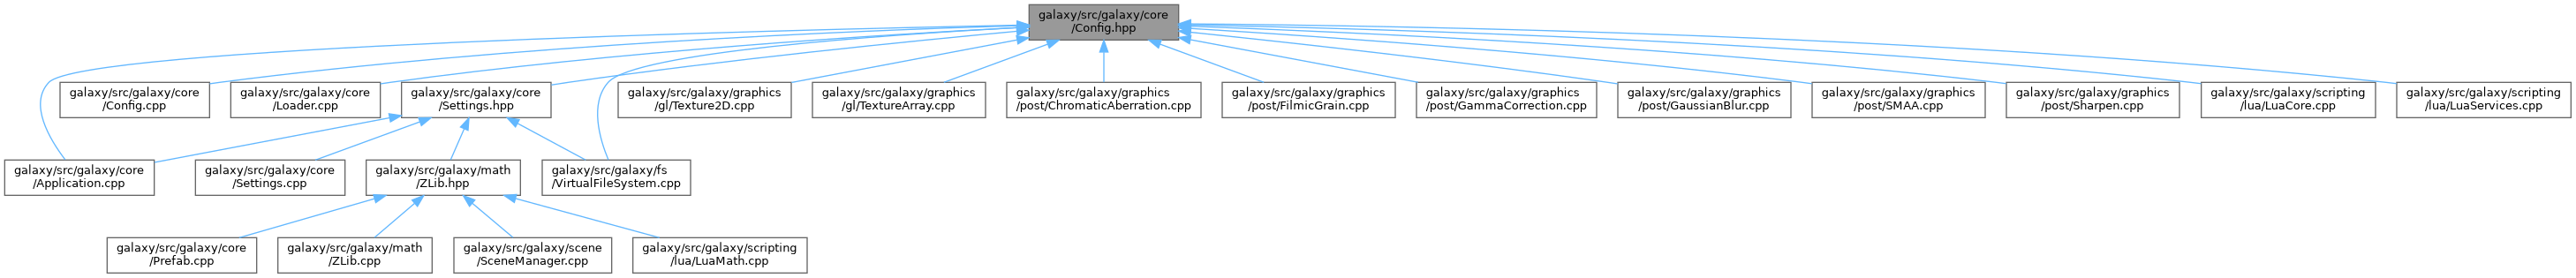 galaxy/src/galaxy/core
/Config.hpp
galaxy/src/galaxy/core
/Config.cpp
galaxy/src/galaxy/core
/Loader.cpp
galaxy/src/galaxy/core
/Settings.hpp
galaxy/src/galaxy/graphics
/gl/Texture2D.cpp
galaxy/src/galaxy/graphics
/gl/TextureArray.cpp
galaxy/src/galaxy/graphics
/post/ChromaticAberration.cpp
galaxy/src/galaxy/graphics
/post/FilmicGrain.cpp
galaxy/src/galaxy/graphics
/post/GammaCorrection.cpp
galaxy/src/galaxy/graphics
/post/GaussianBlur.cpp
galaxy/src/galaxy/graphics
/post/SMAA.cpp
galaxy/src/galaxy/graphics
/post/Sharpen.cpp
galaxy/src/galaxy/scripting
/lua/LuaCore.cpp
galaxy/src/galaxy/scripting
/lua/LuaServices.cpp
galaxy/src/galaxy/core
/Application.cpp
galaxy/src/galaxy/core
/Settings.cpp
galaxy/src/galaxy/math
/ZLib.hpp
galaxy/src/galaxy/fs
/VirtualFileSystem.cpp
galaxy/src/galaxy/core
/Prefab.cpp
galaxy/src/galaxy/math
/ZLib.cpp
galaxy/src/galaxy/scene
/SceneManager.cpp
galaxy/src/galaxy/scripting
/lua/LuaMath.cpp